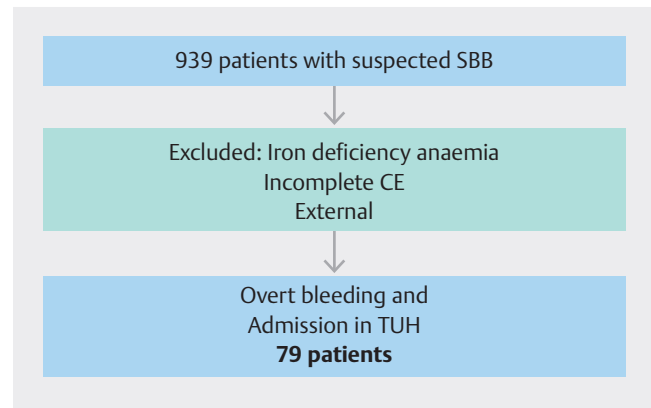 939 patients with suspected SBB
Excluded: Iron deficiency anaemia
Incomplete CE
External
Overt bleeding and
Admission in TUH
79 patients